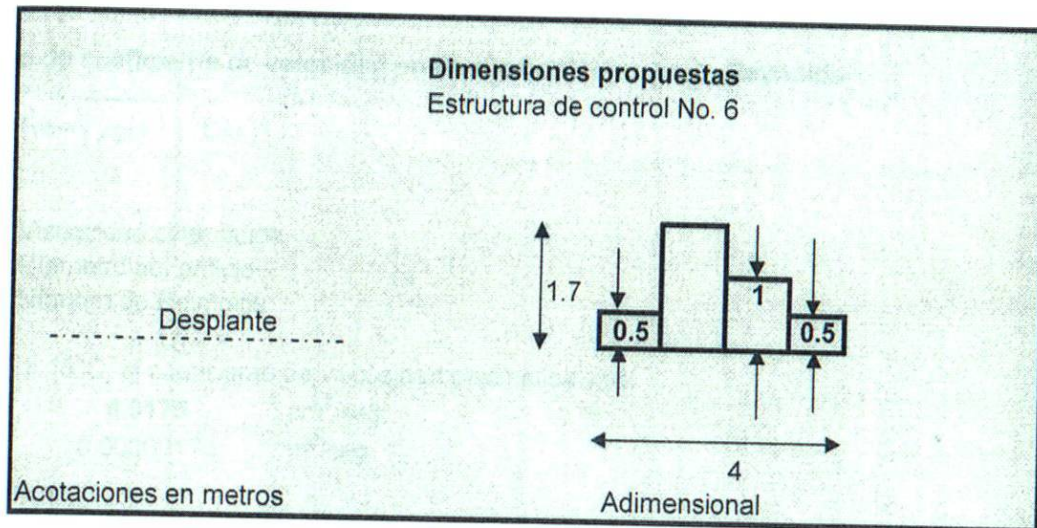 Dimensiones propuestas
Estructura de control No. 6
1.7
1
0.5
0.5
Desplante
4
Acotaciones en metros
Adimensional